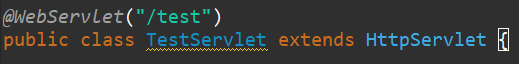 @WebServlet("/test")
public class TestServlet extends HttpServlet {